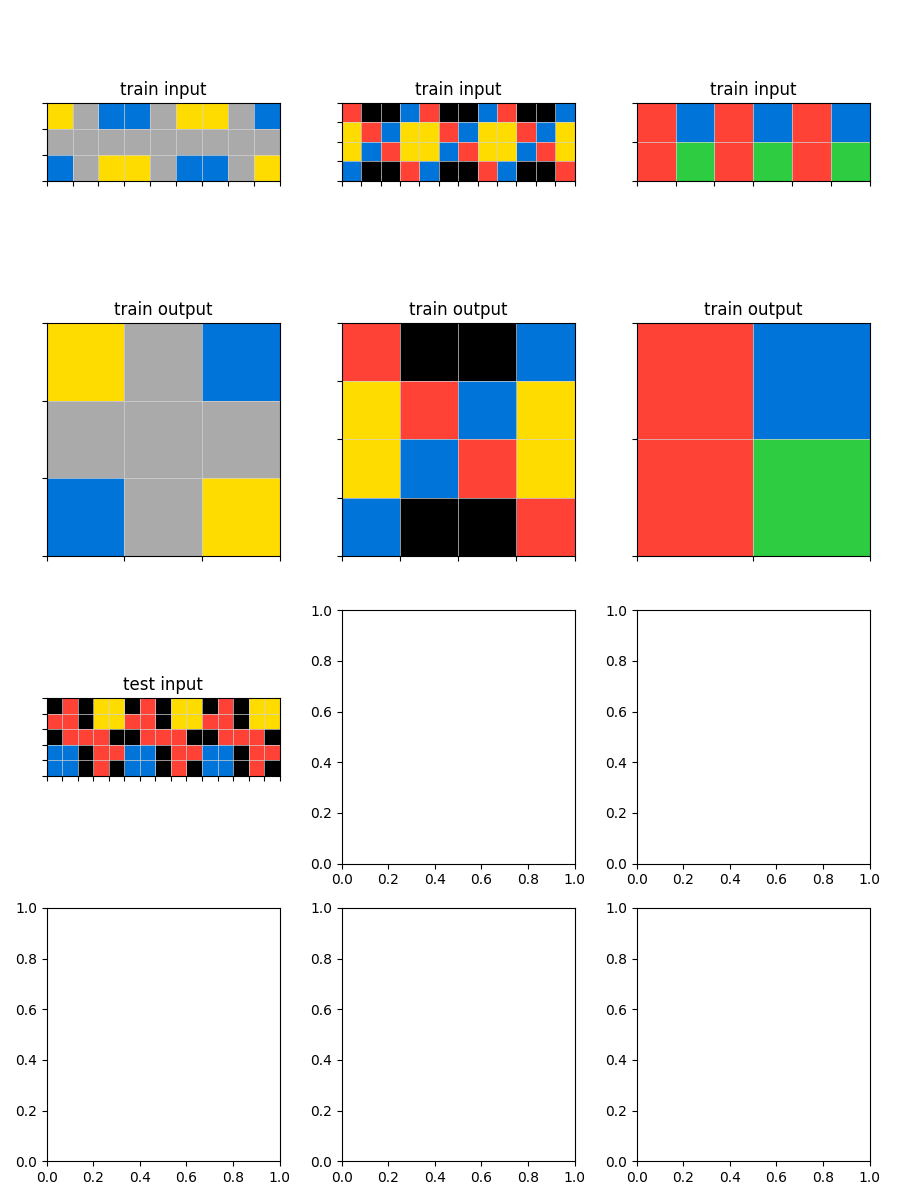 train input train input train input
train output train output train output
test input
1.0 1.0
0.8 0.8
0.6 0.6
0.4 0.4
0.2 0.2
0.0 0.0
0.0 0.2 0.4 0.6 0.8 1.0 0.0 0.2 0.4 0.6 0.8 1.0
1.0 1.0 1.0
0.8 0.8 0.8
0.6 0.6 0.6
0.4 0.4 0.4
0.2 0.2 0.2
0.0 0.0 0.0
0.0 0.2 0.4 0.6 0.8 1.0 0.0 0.2 0.4 0.6 0.8 1.0 0.0 0.2 0.4 0.6 0.8 1.0